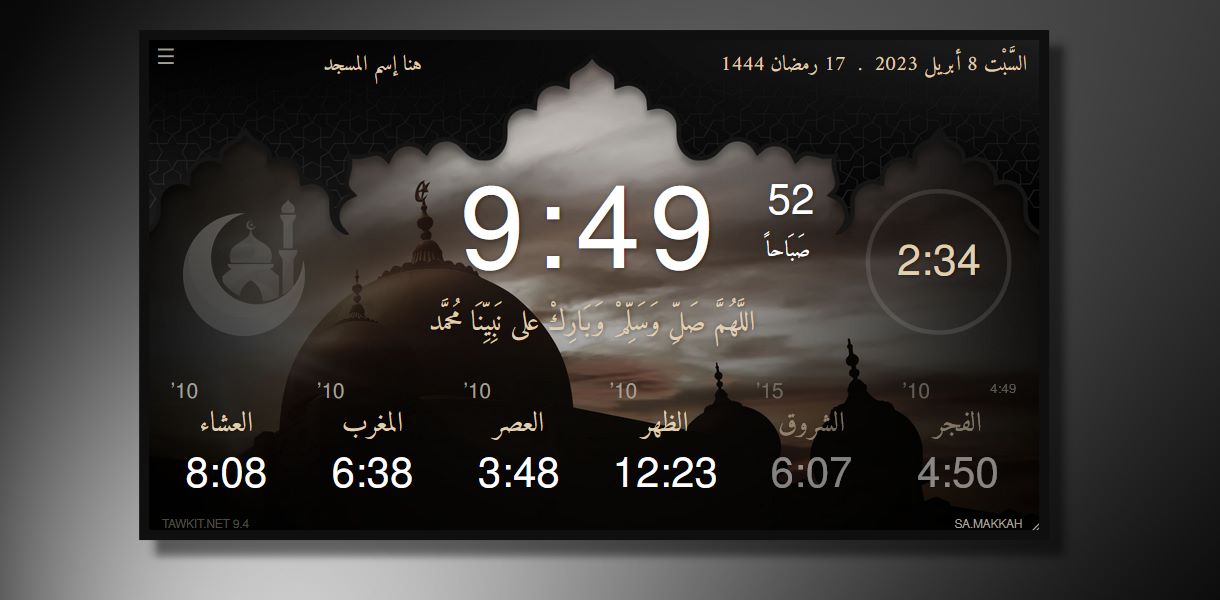 ☰
السَّبْت 8 أبريل 2023 . 17 رمضان 1444
هنا إسم المسجد
9:49
52
صَبَاحاً
2:34
اللَّهُمَّ صَلِّ وَسَلِّمْ وَبَارِكْ على نَبِيِّنَا مُحَمَّد
4:49
'10 '15 '10 '10 '10 '10
الفجر الشروق الظهر العصر المغرب العشاء
4:50 6:07 12:23 3:48 6:38 8:08
TAWKIT.NET 9.4
SA.MAKKAH